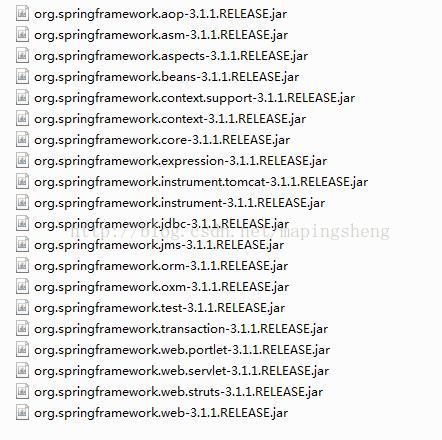 org.springframework.aop-3.1.1.RELEASE.jar
org.springframework.asm-3.1.1.RELEASE.jar
org.springframework.aspects-3.1.1.RELEASE.jar
org.springframework.beans-3.1.1.RELEASE.jar
org.springframework.context.support-3.1.1.RELEASE.jar
org.springframework.context-3.1.1.RELEASE.jar
org.springframework.core-3.1.1.RELEASE.jar
org.springframework.expression-3.1.1.RELEASE.jar
org.springframework.instrument.tomcat-3.1.1.RELEASE.jar
org.springframework.instrument-3.1.1.RELEASE.jar
org.springframework.jdbc-3.1.1.RELEASE.jar
http://blog.csdn.net/mapingsheng
org.springframework.jms-3.1.1.RELEASE.jar
org.springframework.orm-3.1.1.RELEASE.jar
org.springframework.oxm-3.1.1.RELEASE.jar
org.springframework.test-3.1.1.RELEASE.jar
org.springframework.transaction-3.1.1.RELEASE.jar
org.springframework.web.portlet-3.1.1.RELEASE.jar
org.springframework.web.servlet-3.1.1.RELEASE.jar
org.springframework.web.struts-3.1.1.RELEASE.jar
org.springframework.web-3.1.1.RELEASE.jar